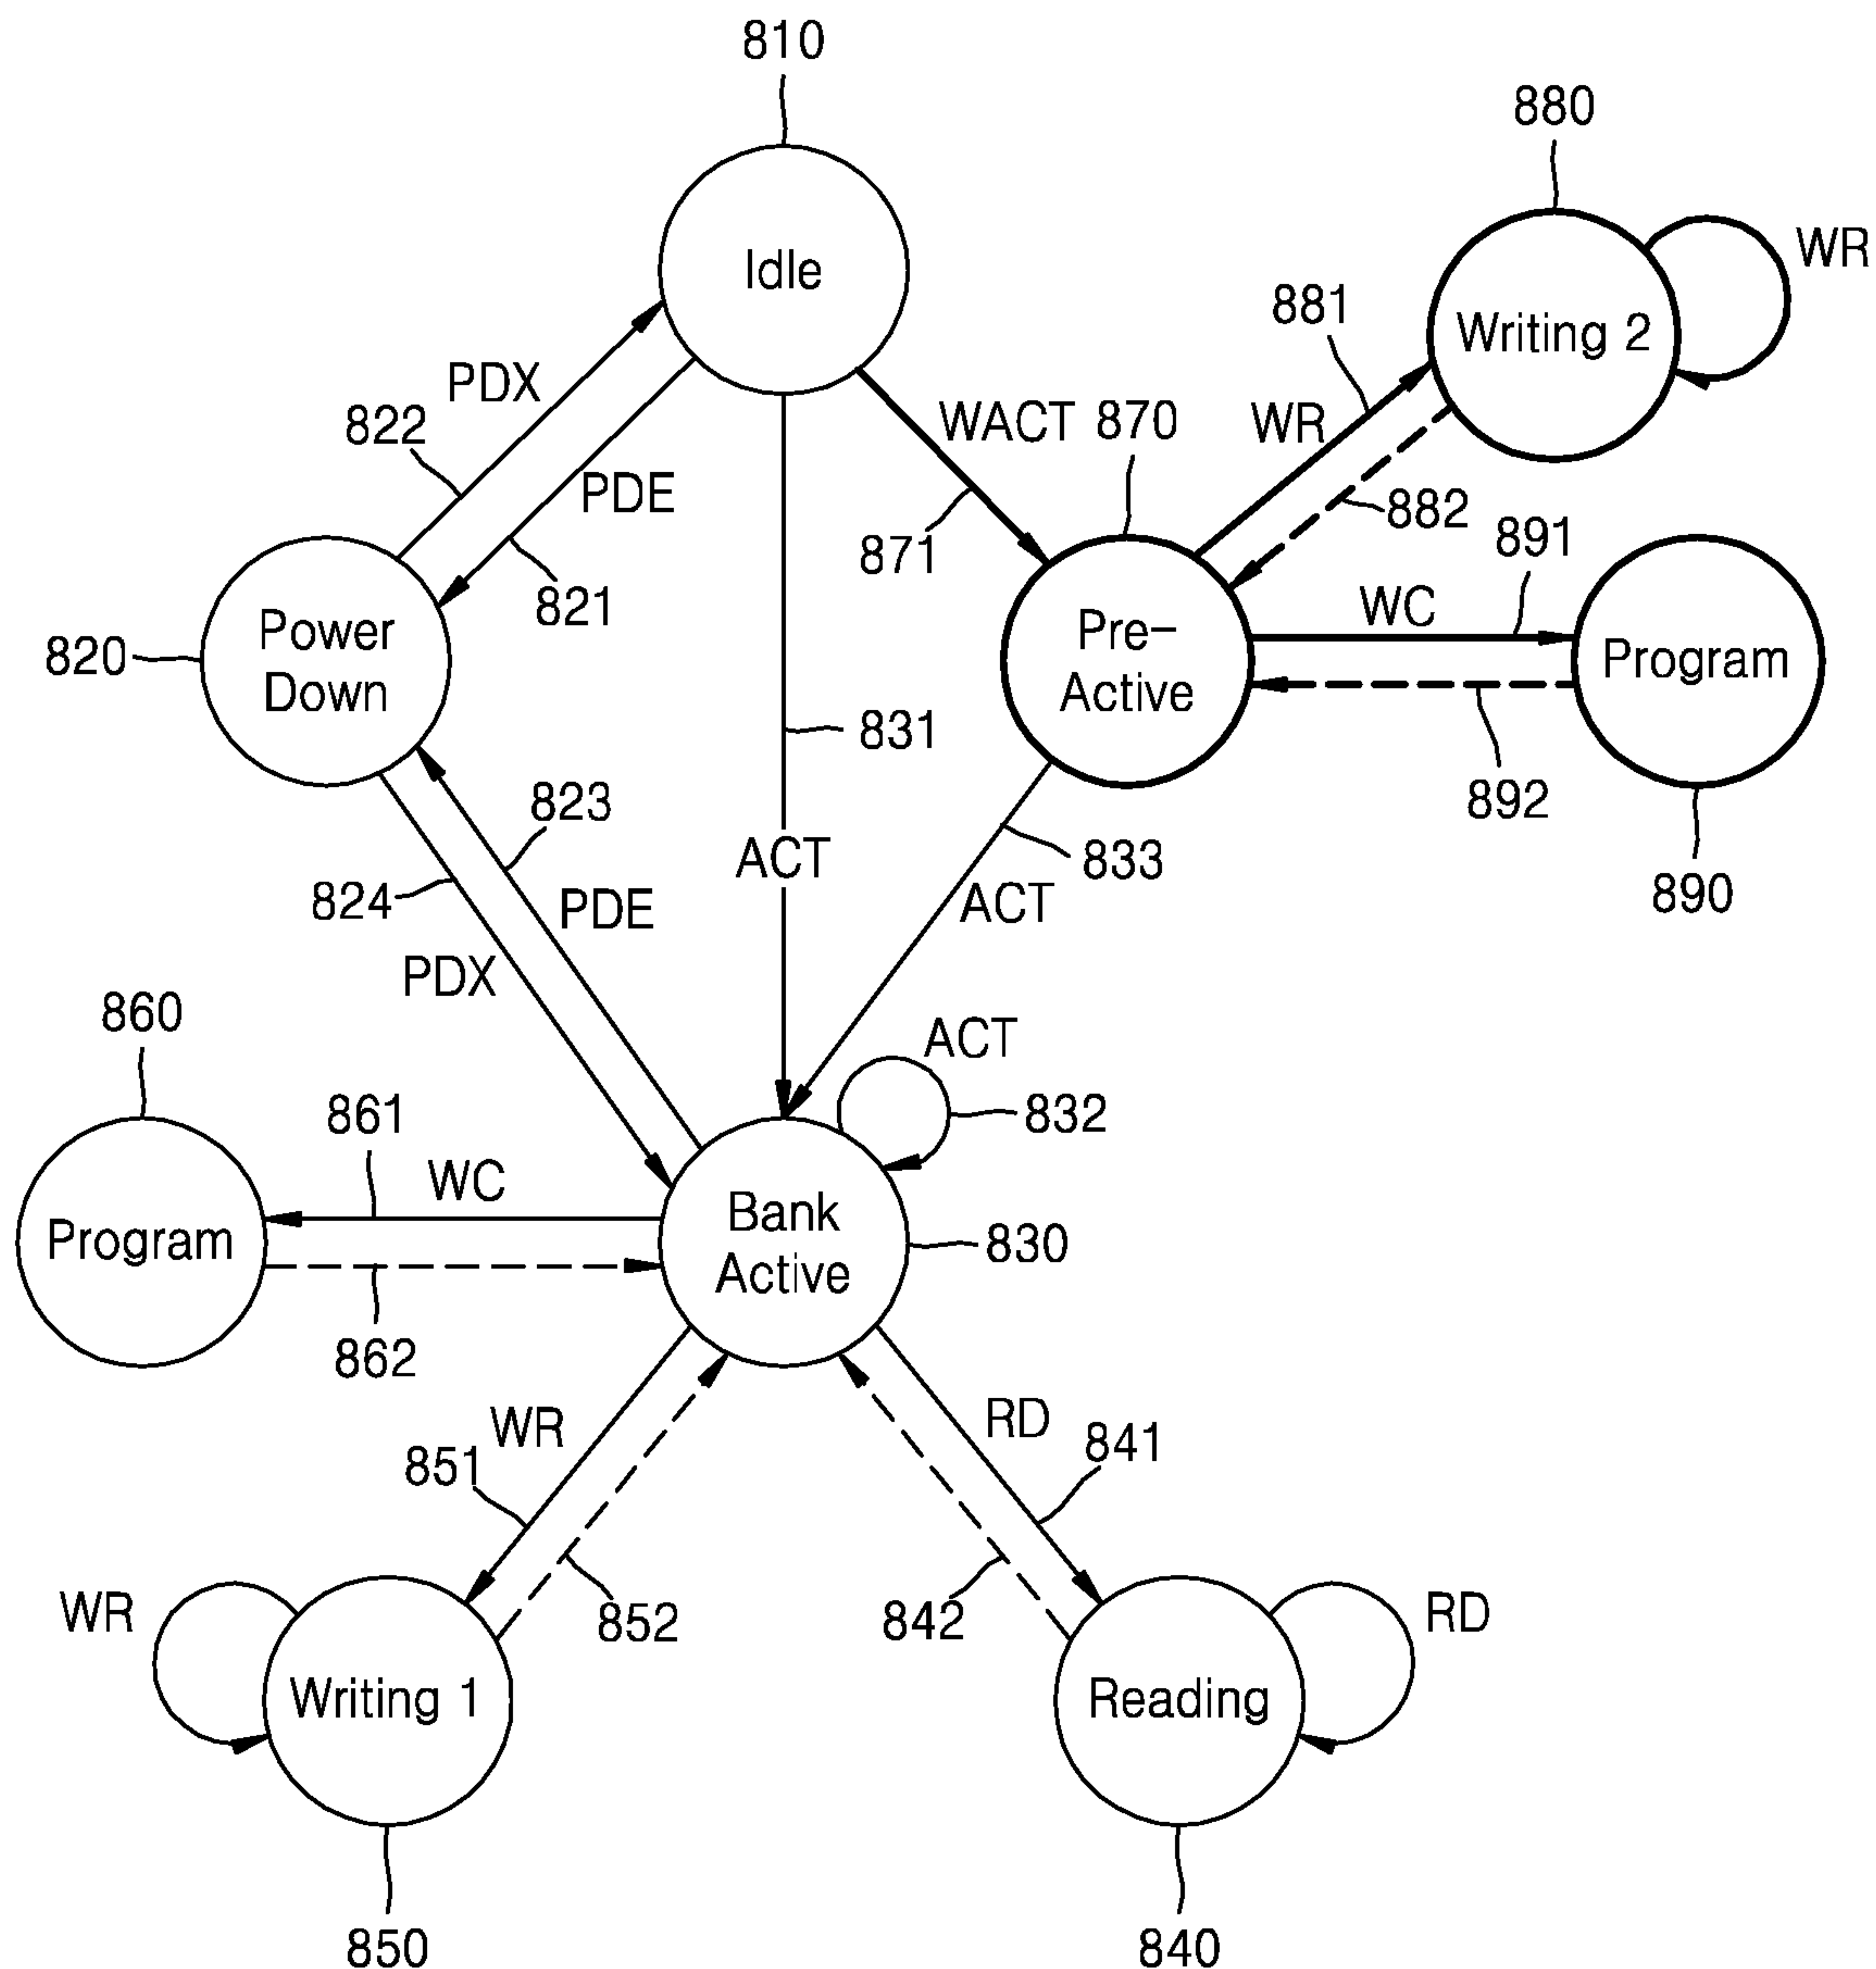 810
880
Idle
WR
Writing 2
881
PDX
822
WACT
870
WR
PDE
882
871
891
821
WC
Power
Down
820
Pre-
Active
Program
831
892
823
ACT
833
890
824
PDE
ACT
PDX
860
ACT
861
832
WC
Bank
Active
830
Program
862
WR
RD
851
841
WR
852
842
RD
Writing 1
Reading
850
840